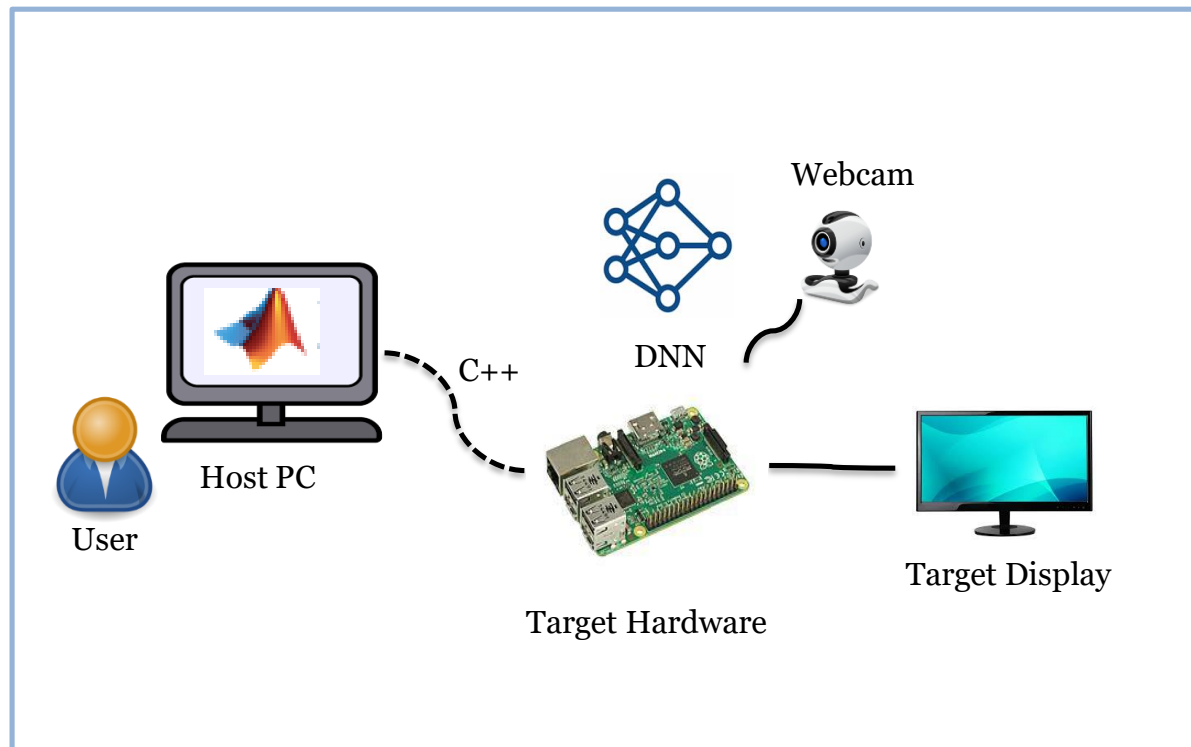 Webcam
DNN
C++
Host PC
User
Target Display
Target Hardware